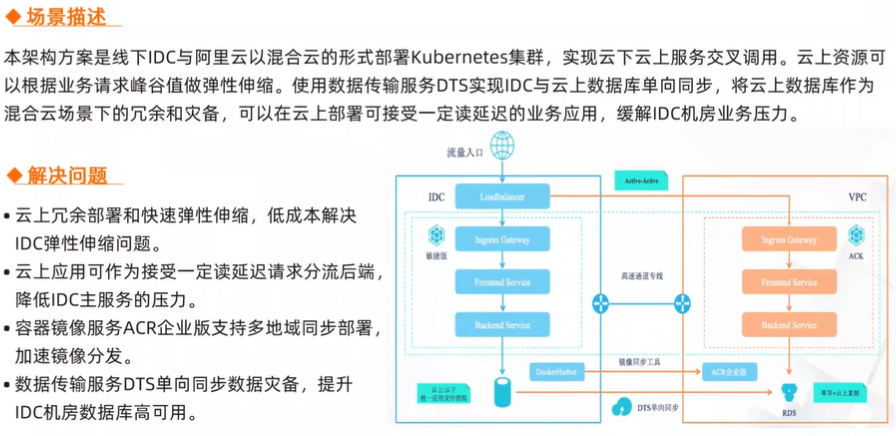 场景描述
本架构方案是线下IDC与阿里云以混合云的形式部署Kubernetes集群，实现云下云上服务交叉调用。云上资源可
以根据业务请求峰谷值做弹性伸缩。使用数据传输服务DTS实现IDC与云上数据库单向同步，将云上数据库作为
混合云场景下的冗余和灾备，可以在云上部署可接受一定读延迟的业务应用，缓解IDC机房业务压力。
解决问题
云上冗余部署和快速弹性伸缩，低成本解决
IDC弹性伸缩问题。
云上应用可作为接受一定读延迟请求分流后端，
降低IDC主服务的压力。
容器镜像服务ACR企业版支持多地域同步部署，
加速镜像分发。
数据传输服务DTS单向同步数据灾备，提升
IDC机房数据库高可用。
流量入口
Active-Active
IDC
Loadbalancer
VPC
Ingress Gateway
Ingress Gateway
敏捷版
ACK
Frontend Service
高速通道专线
Frontend Service
Backend Service
Backend Service
镜像同步工具
DockerHarbor
ACR企业版
云上/云下
统一应用交付流程
DTS单向同步
RDS